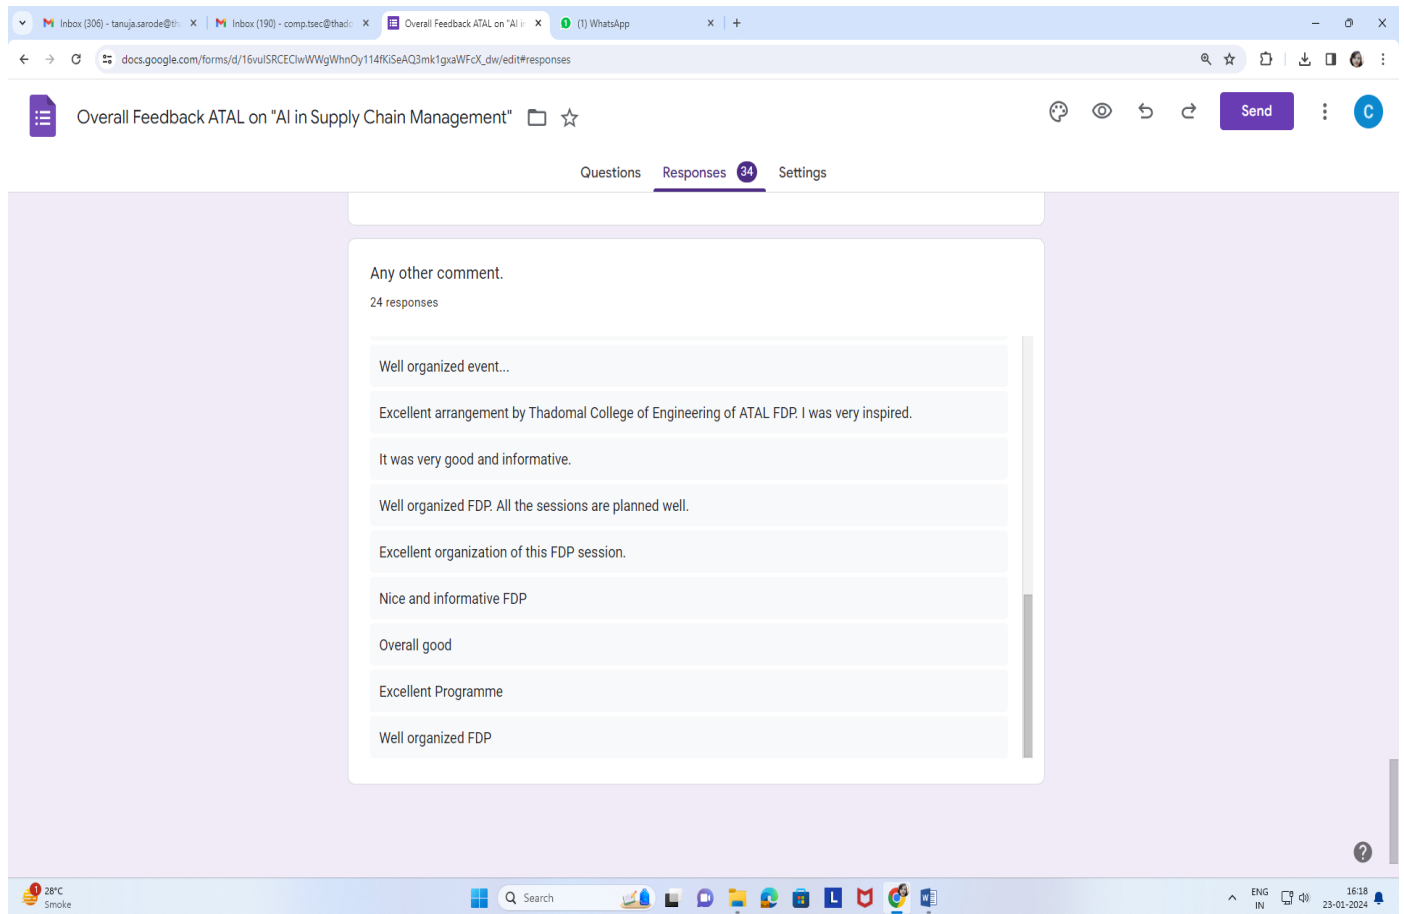 Inbox (306) - tanuja.sarode@th
Inbox (190) - comp.tsec@thado
Overall Feedback ATAL on "AI in
(1) WhatsApp
docs.google.com/forms/d/16vulSRCEClwWWgWhnOy114fKiSeAQ3mk1gxaWFcX_dw/edit#responses
Overall Feedback ATAL on "AI in Supply Chain Management"
Send
C
Questions
Responses 34
Settings
Any other comment.
24 responses
Well organized event...
Excellent arrangement by Thadomal College of Engineering of ATAL FDP. I was very inspired.
It was very good and informative.
Well organized FDP. All the sessions are planned well.
Excellent organization of this FDP session.
Nice and informative FDP
Overall good
Excellent Programme
Well organized FDP
1
28°C
Smoke
Search
L
ENG
IN
16:18
23-01-2024